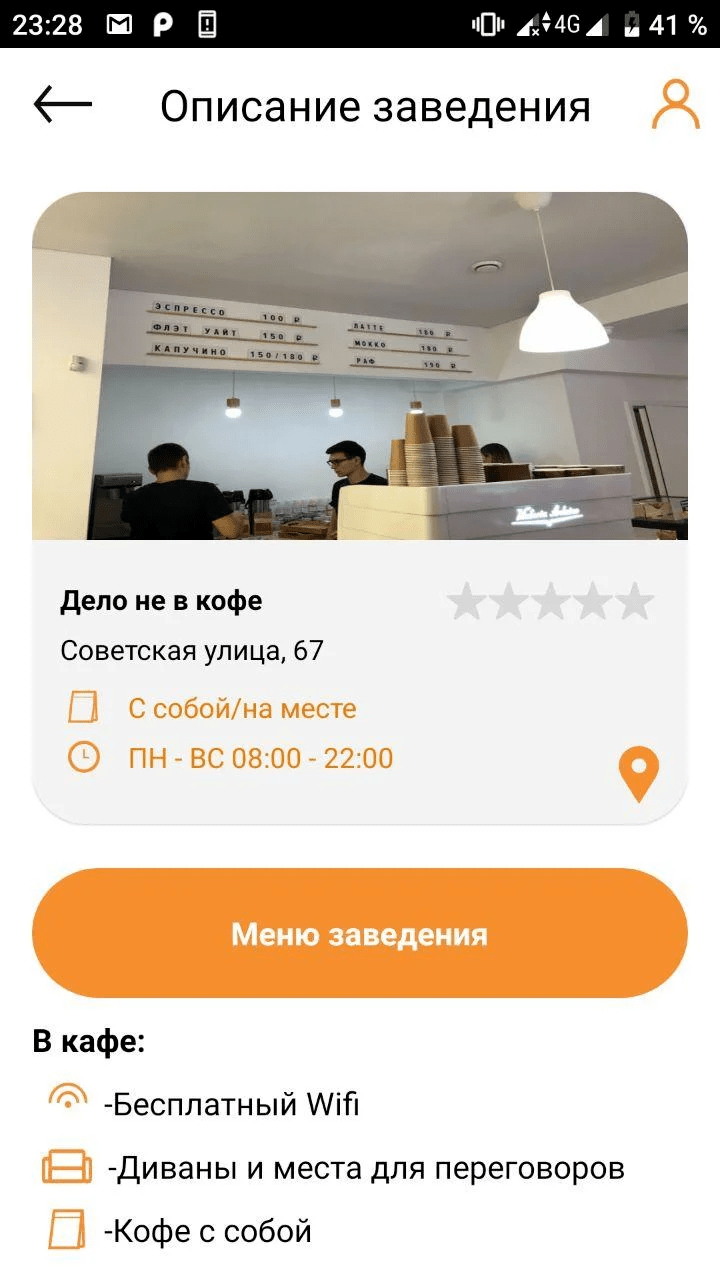 23:28
4G
41 %
Описание заведения
ЭСПРЕССО 100 ₽
ФЛЭТ УАЙТ 150 ₽
КАПУЧИНО 150/180 ₽
ЛАТТЕ 180 ₽
МОККО 180 ₽
РАФ 190 ₽
Дело не в кофе
Советская улица, 67
С собой/на месте
ПН - ВС 08:00 - 22:00
Меню заведения
В кафе:
-Бесплатный Wifi
-Диваны и места для переговоров
-Кофе с собой